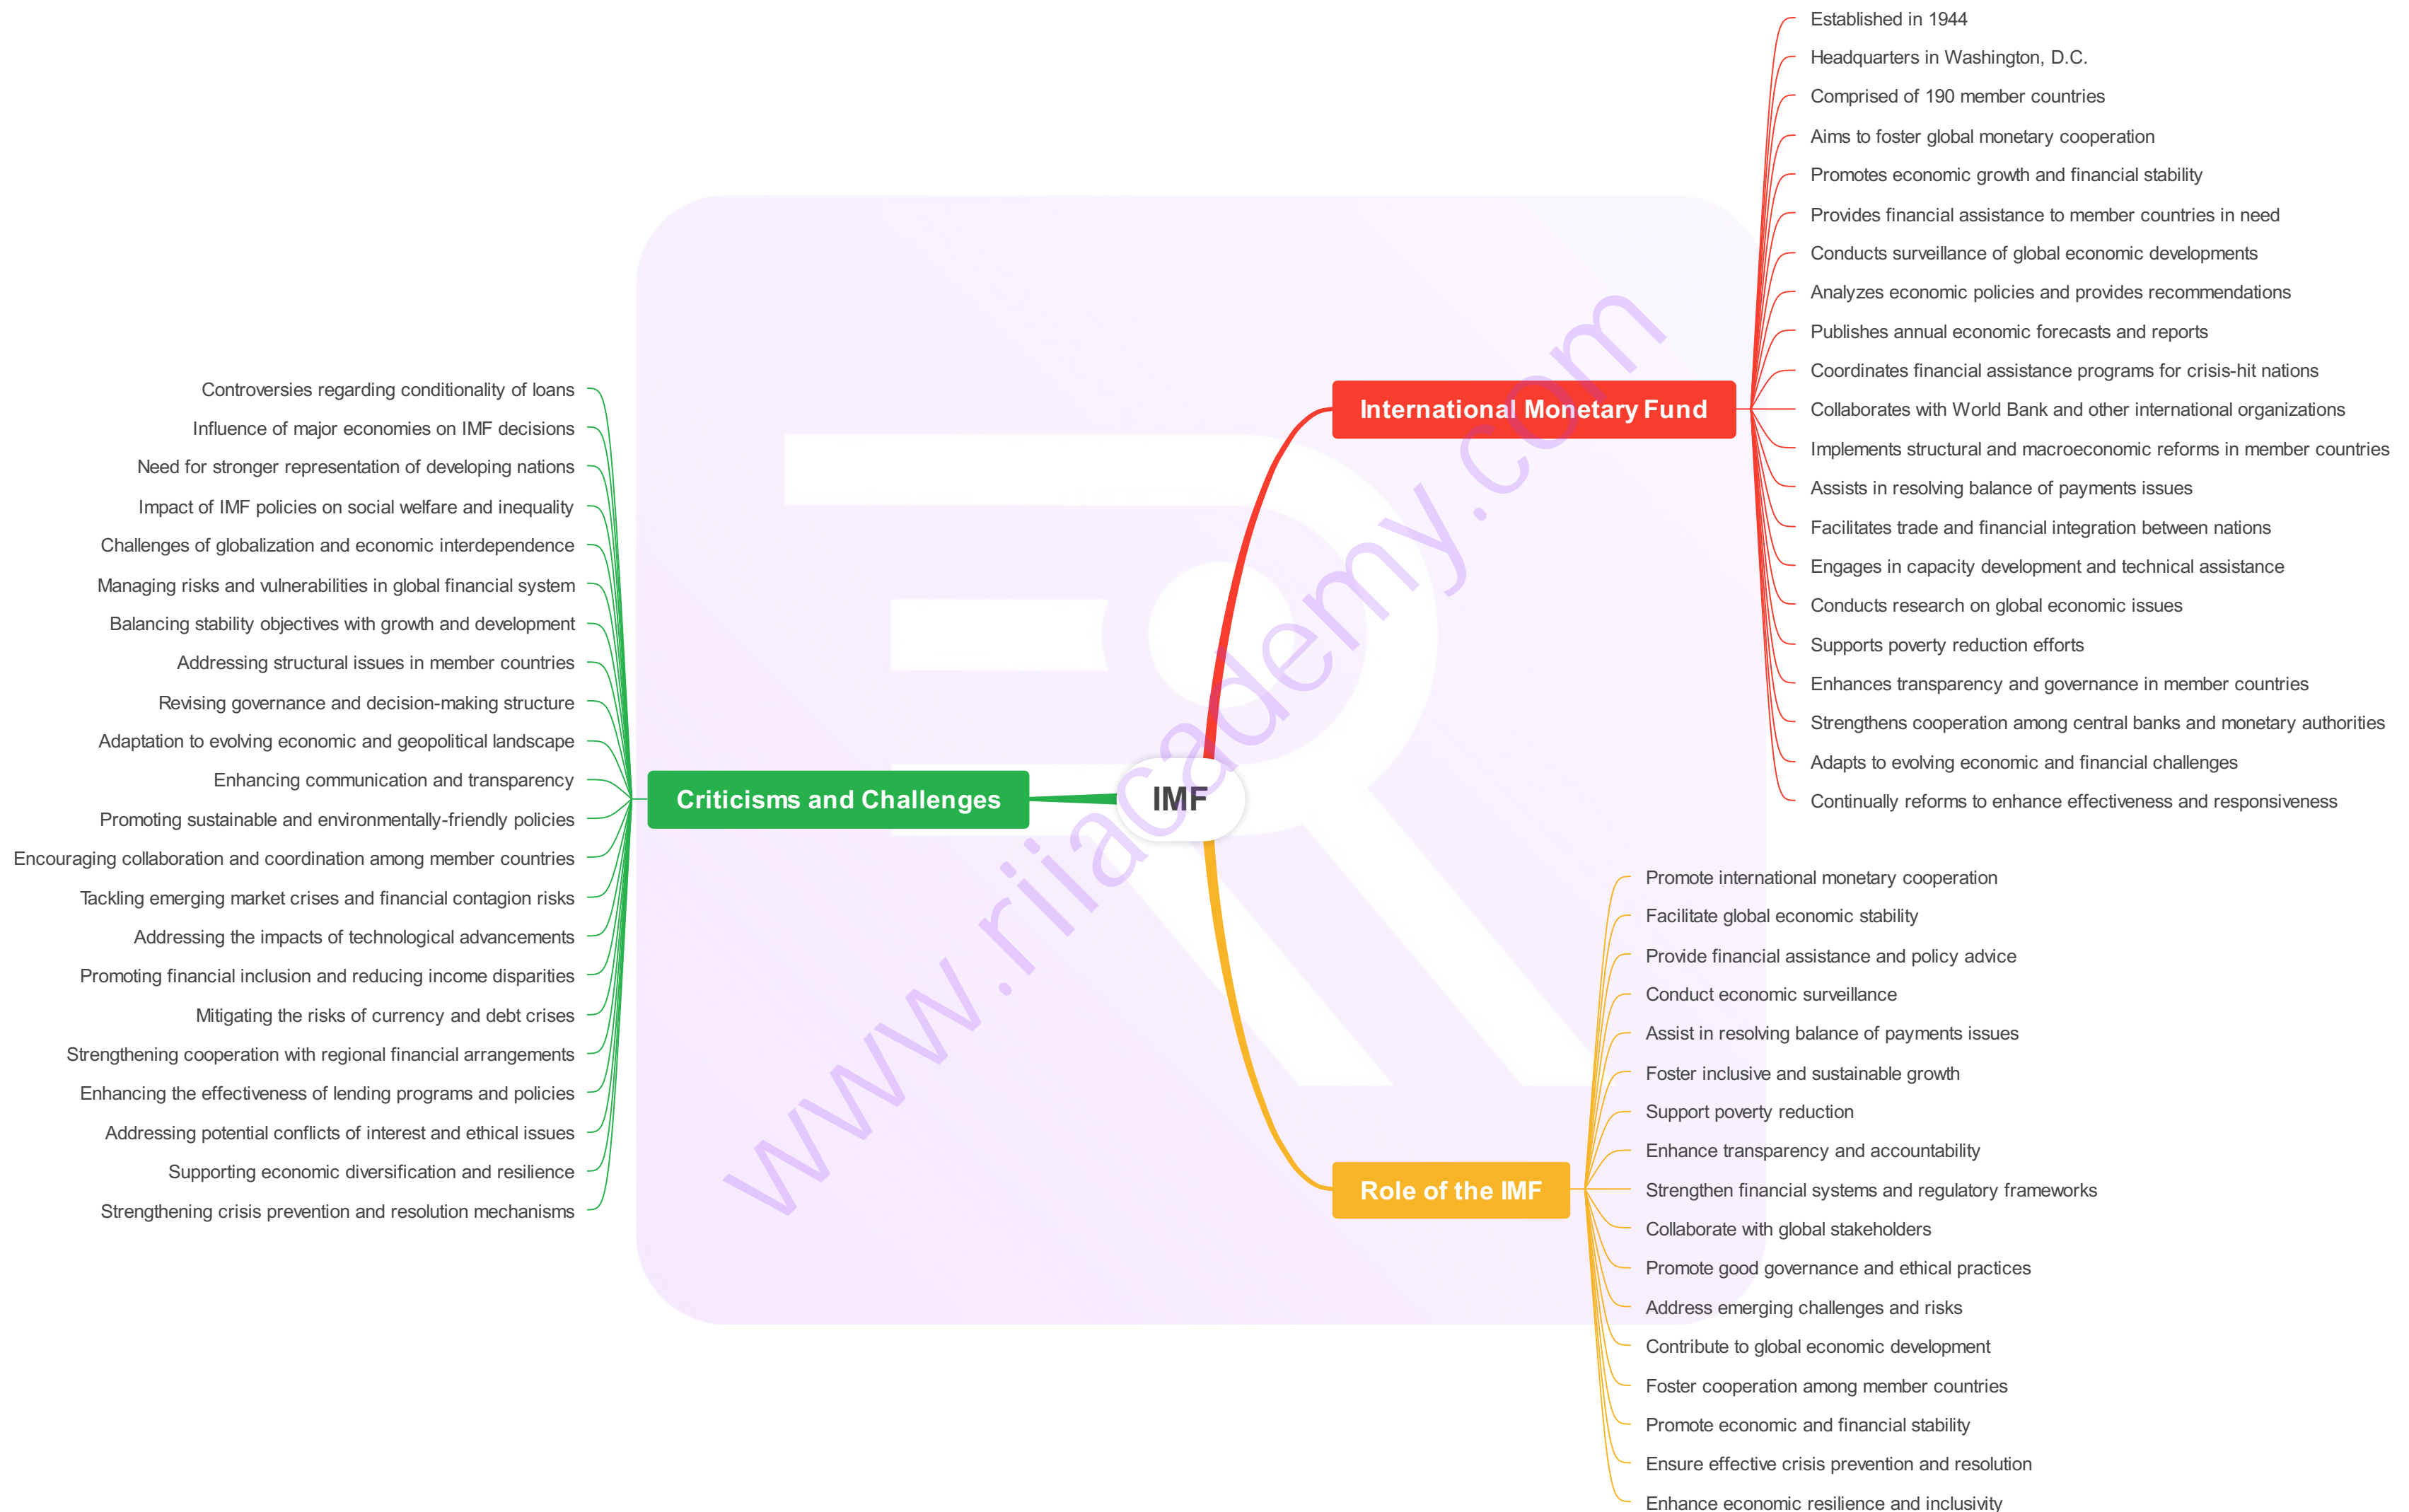 IMF
International Monetary Fund
Established in 1944
Headquarters in Washington, D.C.
Comprised of 190 member countries
Aims to foster global monetary cooperation
Promotes economic growth and financial stability
Provides financial assistance to member countries in need
Conducts surveillance of global economic developments
Analyzes economic policies and provides recommendations
Publishes annual economic forecasts and reports
Coordinates financial assistance programs for crisis-hit nations
Collaborates with World Bank and other international organizations
Implements structural and macroeconomic reforms in member countries
Assists in resolving balance of payments issues
Facilitates trade and financial integration between nations
Engages in capacity development and technical assistance
Conducts research on global economic issues
Supports poverty reduction efforts
Enhances transparency and governance in member countries
Strengthens cooperation among central banks and monetary authorities
Adapts to evolving economic and financial challenges
Continually reforms to enhance effectiveness and responsiveness
Role of the IMF
Promote international monetary cooperation
Facilitate global economic stability
Provide financial assistance and policy advice
Conduct economic surveillance
Assist in resolving balance of payments issues
Foster inclusive and sustainable growth
Support poverty reduction
Enhance transparency and accountability
Strengthen financial systems and regulatory frameworks
Collaborate with global stakeholders
Promote good governance and ethical practices
Address emerging challenges and risks
Contribute to global economic development
Foster cooperation among member countries
Promote economic and financial stability
Ensure effective crisis prevention and resolution
Enhance economic resilience and inclusivity
Criticisms and Challenges
Controversies regarding conditionality of loans
Influence of major economies on IMF decisions
Need for stronger representation of developing nations
Impact of IMF policies on social welfare and inequality
Challenges of globalization and economic interdependence
Managing risks and vulnerabilities in global financial system
Balancing stability objectives with growth and development
Addressing structural issues in member countries
Revising governance and decision-making structure
Adaptation to evolving economic and geopolitical landscape
Enhancing communication and transparency
Promoting sustainable and environmentally-friendly policies
Encouraging collaboration and coordination among member countries
Tackling emerging market crises and financial contagion risks
Addressing the impacts of technological advancements
Promoting financial inclusion and reducing income disparities
Mitigating the risks of currency and debt crises
Strengthening cooperation with regional financial arrangements
Enhancing the effectiveness of lending programs and policies
Addressing potential conflicts of interest and ethical issues
Supporting economic diversification and resilience
Strengthening crisis prevention and resolution mechanisms
www.riiacademy.com